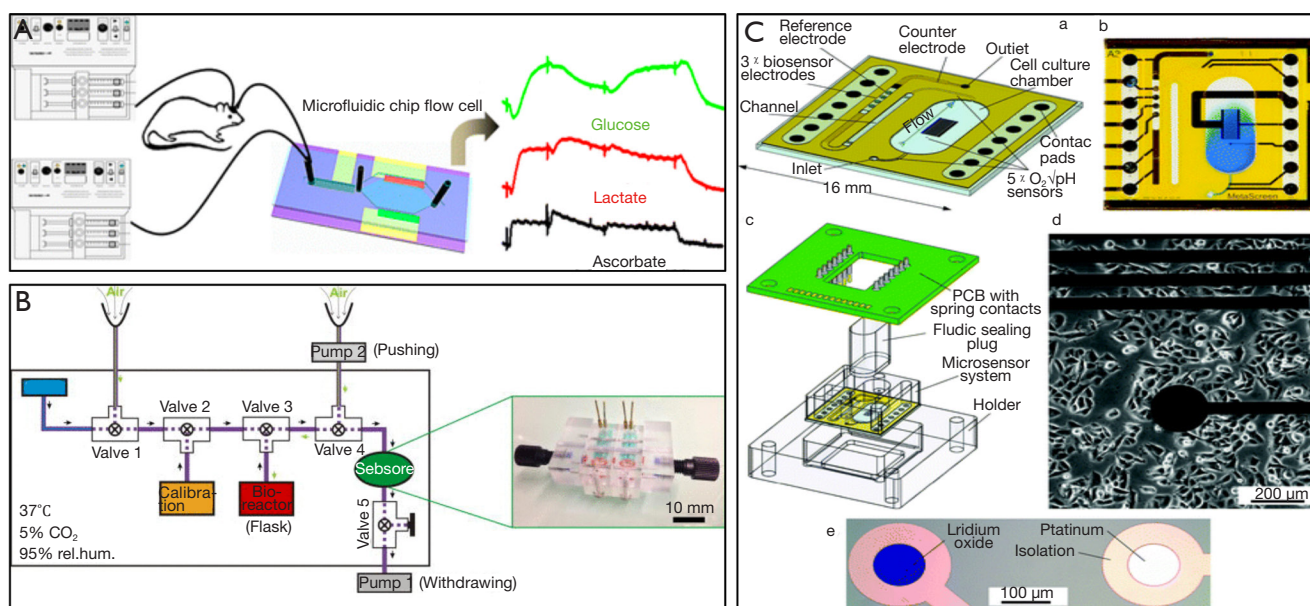 A
Microfluidic chip flow cell
Glucose
Lactate
Ascorbate
B
Air
Air
Pump 2 (Pushing)
Valve 1
Valve 2
Valve 3
Valve 4
Sebsore
Calibra-
tion
Bio-
reactor
(Flask)
Valve 5
Pump 1 (Withdrawing)
37°C
5% CO₂
95% rel.hum.
10 mm
C
a
Reference
electrode
Counter
electrode
Outlet
3 ٪ biosensor
electrodes
Cell culture
chamber
Channel
Flow
Contac
pads
Inlet
5 ٪ O₂√pH
sensors
16 mm
b
A2
MetaScreen
c
PCB with
spring contacts
Fludic sealing
plug
Microsensor
system
Holder
d
200 µm
e
Lridium
oxide
Ptatinum
Isolation
100 µm